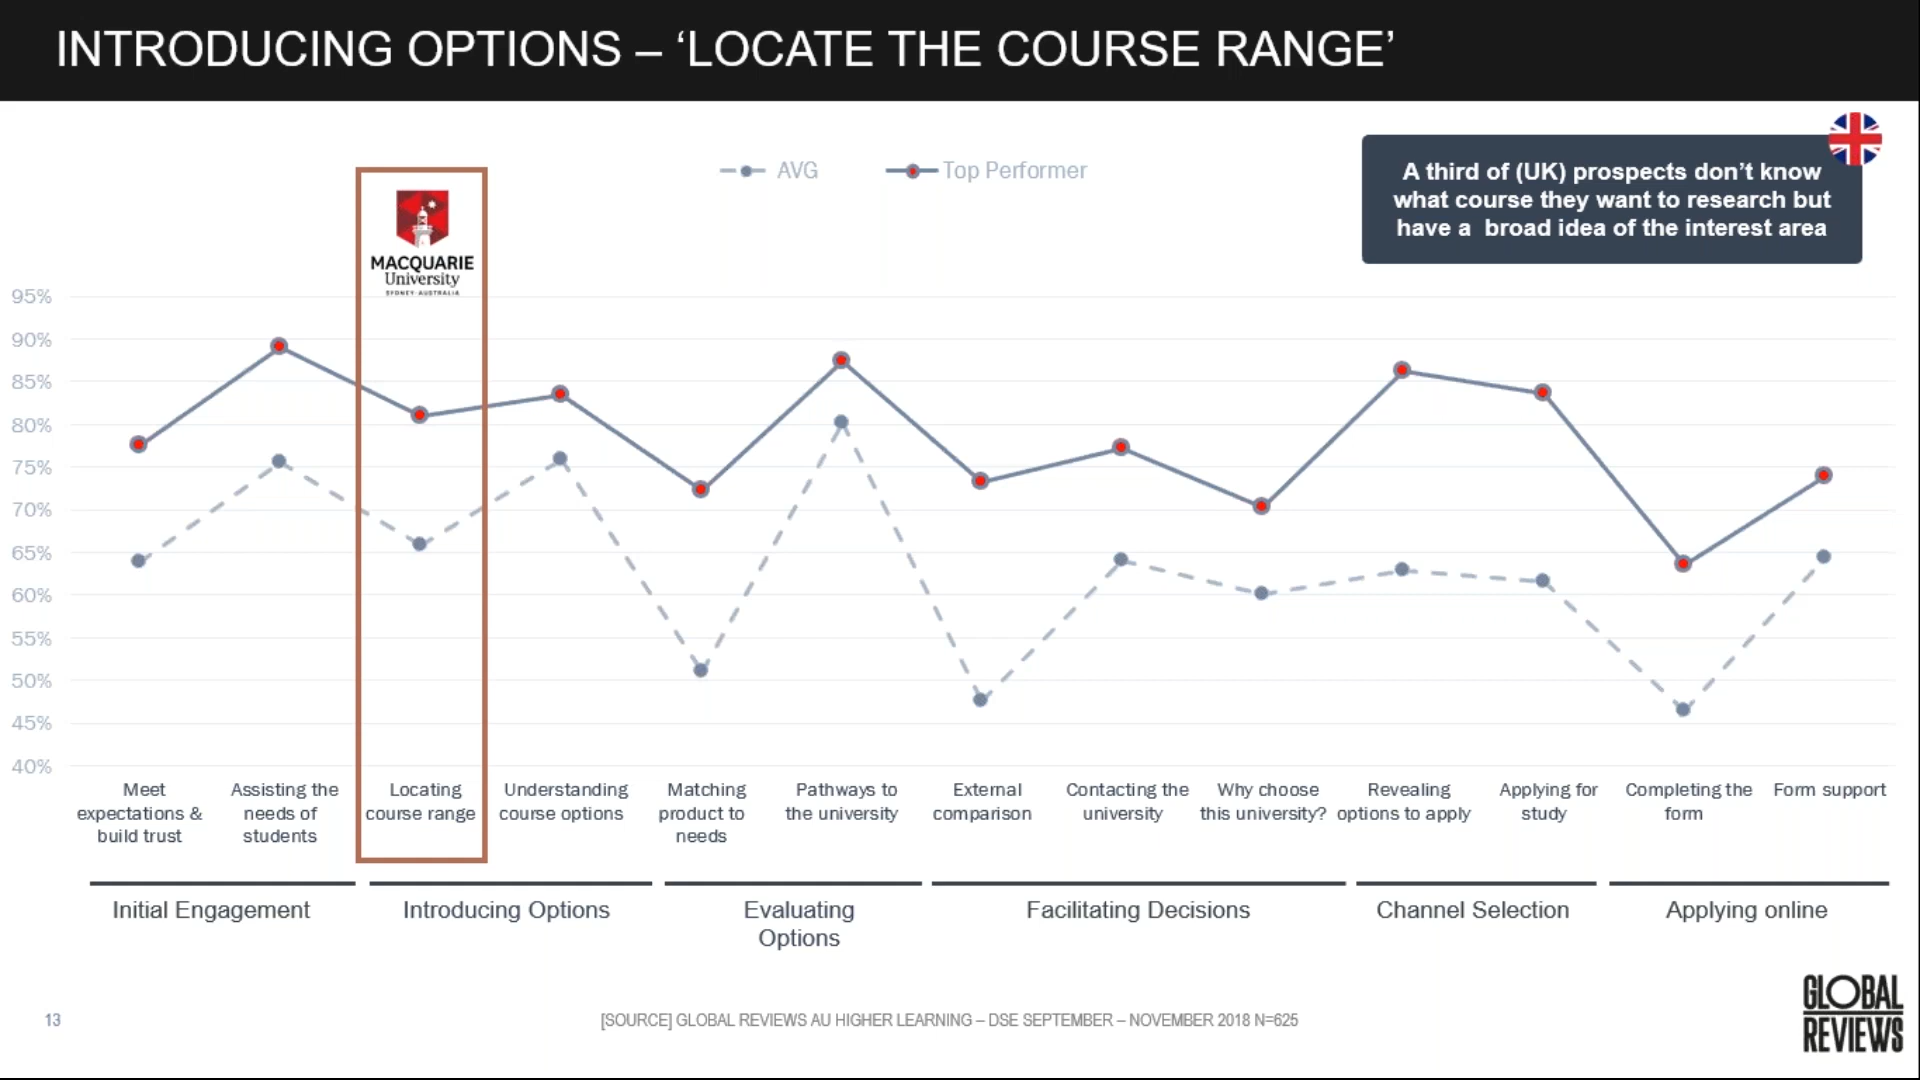 INTRODUCING OPTIONS – ‘LOCATE THE COURSE RANGE’
AVG
Top Performer
A third of (UK) prospects don’t know
what course they want to research but
have a  broad idea of the interest area
MACQUARIE
University
SYDNEY·AUSTRALIA
95%
90%
85%
80%
75%
70%
65%
60%
55%
50%
45%
40%
Meet
expectations &
build trust
Assisting the
needs of
students
Locating
course range
Understanding
course options
Matching
product to
needs
Pathways to
the university
External
comparison
Contacting the
university
Why choose
this university?
Revealing
options to apply
Applying for
study
Completing the
form
Form support
Initial Engagement
Introducing Options
Evaluating
Options
Facilitating Decisions
Channel Selection
Applying online
13
[SOURCE] GLOBAL REVIEWS AU HIGHER LEARNING – DSE SEPTEMBER – NOVEMBER 2018 N=625
GLOBAL
REVIEWS